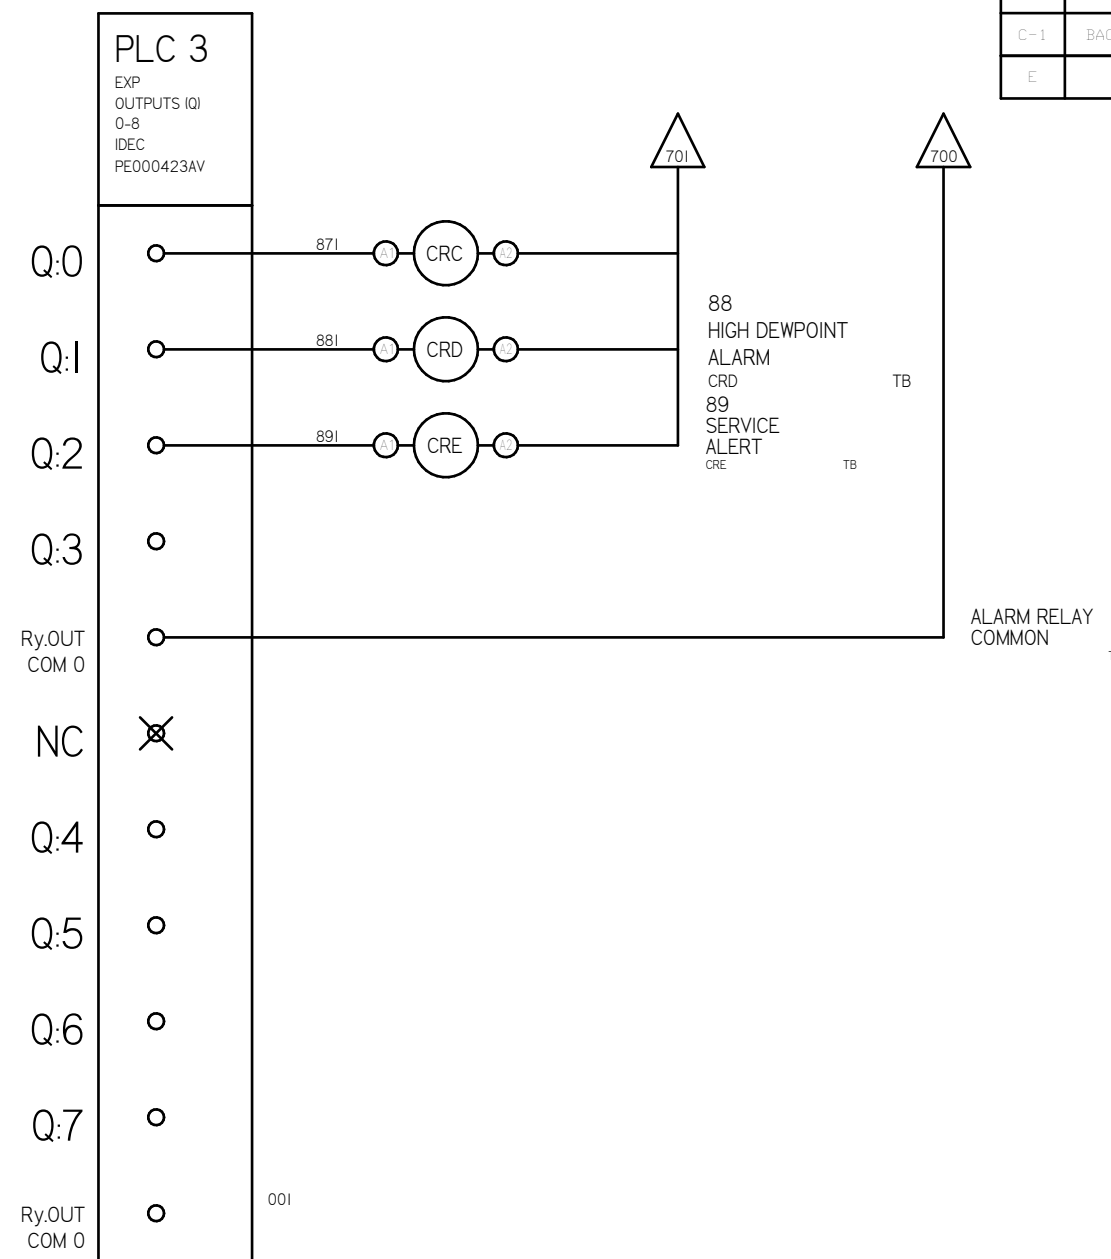 C-1 BAC
E
PLC 3
EXP
OUTPUTS (Q)
0-8
IDEC
PE000423AV
701
700
Q:0
871
A1
CRC
A2
Q:1
881
A1
CRD
A2
Q:2
891
A1
CRE
A2
88
HIGH DEWPOINT
ALARM
CRD TB
89
SERVICE
ALERT
CRE TB
Q:3
Ry.OUT
COM 0
ALARM RELAY
COMMON
NC
Q:4
Q:5
Q:6
Q:7
Ry.OUT
COM 0
001